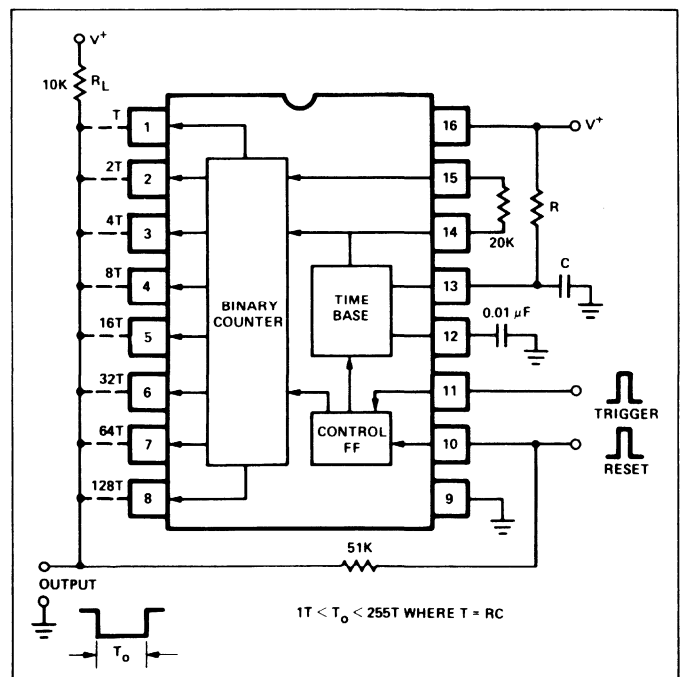 V+
10K RL
T 1
16 V+
2T 2
15
R
4T 3
14
20K
8T 4
13
C
BINARY
COUNTER
TIME
BASE
0.01 μF
16T 5
12
32T 6
11
TRIGGER
CONTROL
FF
64T 7
10
RESET
128T 8
9
51K
OUTPUT
1T < To < 255T WHERE T = RC
To